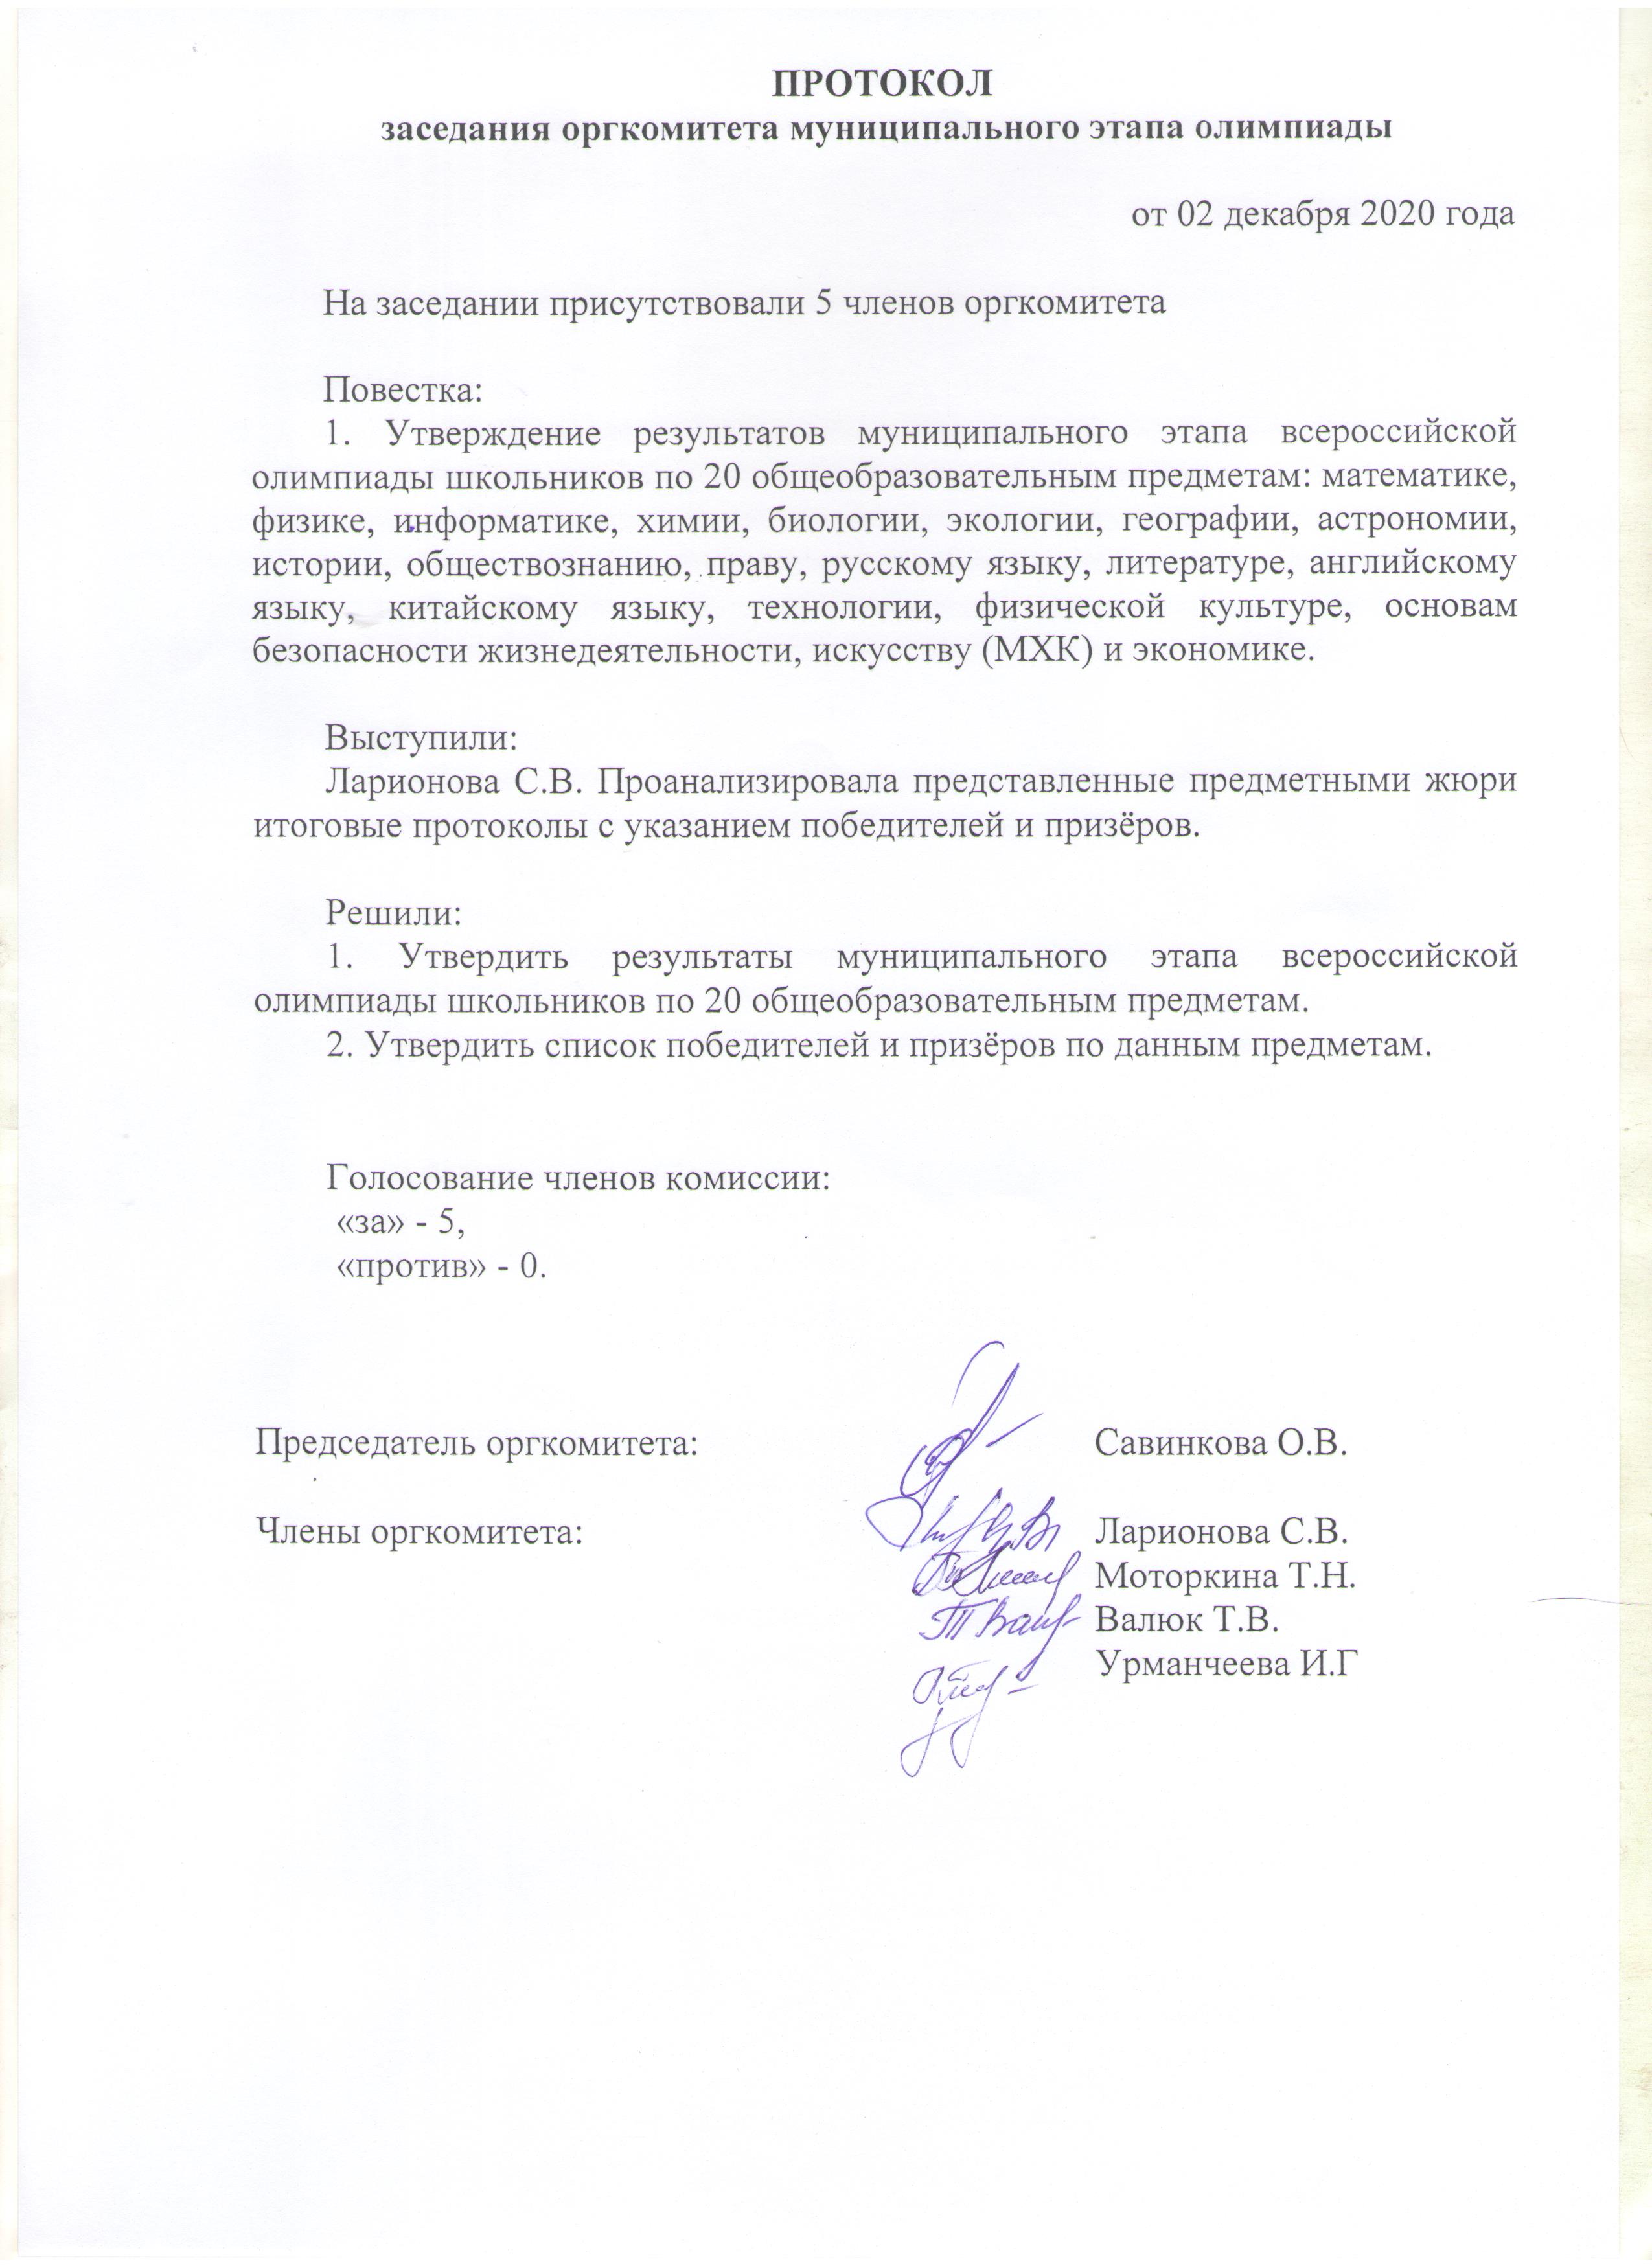 ПРОТОКОЛ
заседания оргкомитета муниципального этапа олимпиады
от 02 декабря 2020 года
На заседании присутствовали 5 членов оргкомитета
Повестка:
1. Утверждение результатов муниципального этапа всероссийской
олимпиады школьников по 20 общеобразовательным предметам: математике,
физике, информатике, химии, биологии, экологии, географии, астрономии,
истории, обществознанию, праву, русскому языку, литературе, английскому
языку, китайскому языку, технологии, физической культуре, основам
безопасности жизнедеятельности, искусству (МХК) и экономике.
Выступили:
Ларионова С.В. Проанализировала представленные предметными жюри
итоговые протоколы с указанием победителей и призёров.
Решили:
1. Утвердить результаты муниципального этапа всероссийской
олимпиады школьников по 20 общеобразовательным предметам.
2. Утвердить список победителей и призёров по данным предметам.
Голосование членов комиссии:
«за» - 5,
«против» - 0.
Председатель оргкомитета: Савинкова О.В.
Члены оргкомитета: Ларионова С.В.
Моторкина Т.Н.
Валюк Т.В.
Урманчеева И.Г